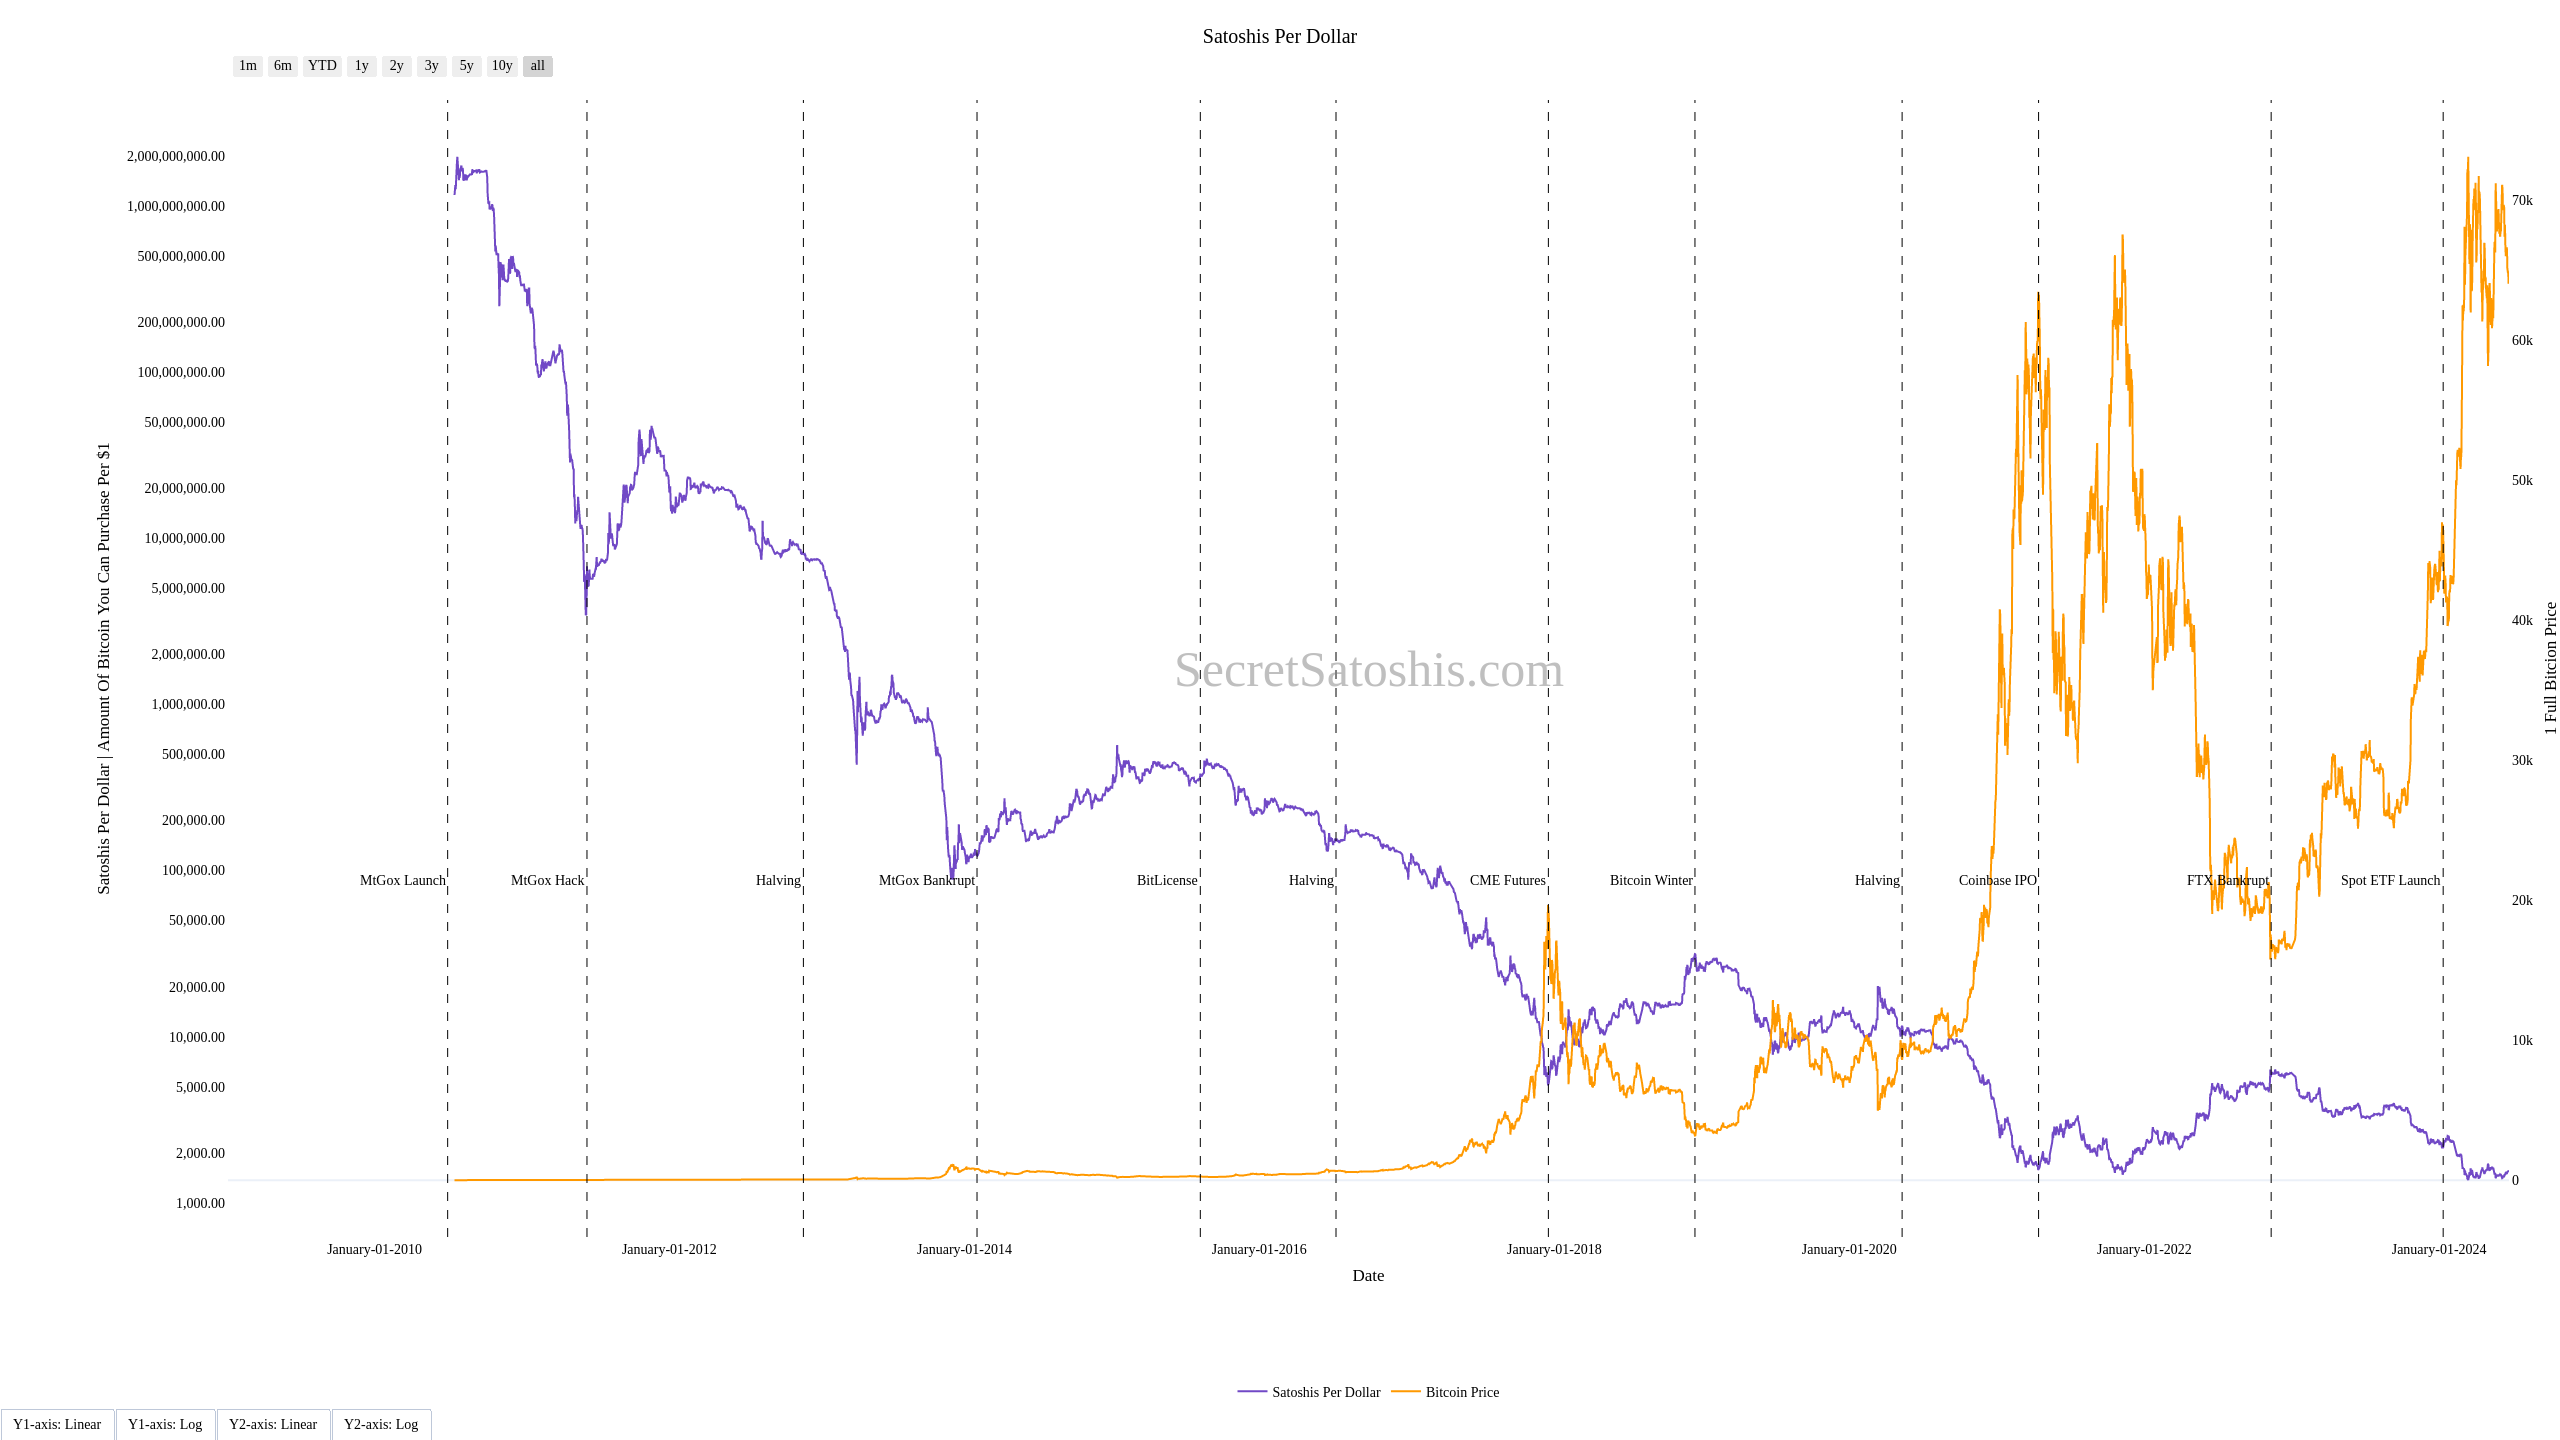 Satoshis Per Dollar
1m 6m YTD 1y 2y 3y 5y 10y all
2,000,000,000.00
1,000,000,000.00
500,000,000.00
200,000,000.00
100,000,000.00
50,000,000.00
20,000,000.00
10,000,000.00
5,000,000.00
2,000,000.00
1,000,000.00
500,000.00
200,000.00
100,000.00
50,000.00
20,000.00
10,000.00
5,000.00
2,000.00
1,000.00
Satoshis Per Dollar | Amount Of Bitcoin You Can Purchase Per $1
70k
60k
50k
40k
30k
20k
10k
0
1 Full Bitcion Price
SecretSatoshis.com
MtGox Launch MtGox Hack Halving MtGox Bankrupt BitLicense Halving CME Futures Bitcoin Winter Halving Coinbase IPO FTX Bankrupt Spot ETF Launch
January-01-2010 January-01-2012 January-01-2014 January-01-2016 January-01-2018 January-01-2020 January-01-2022 January-01-2024
Date
Satoshis Per Dollar Bitcoin Price
Y1-axis: Linear Y1-axis: Log Y2-axis: Linear Y2-axis: Log